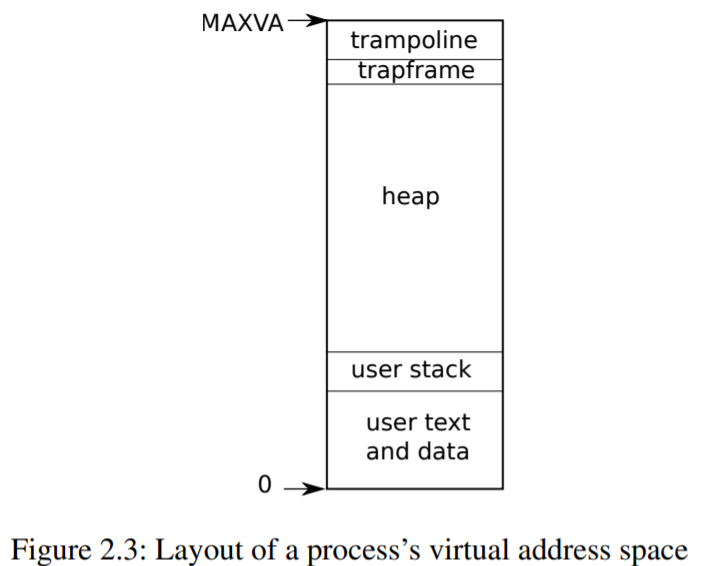 MAXVA
trampoline
trapframe
heap
user stack
user text
and data
0
Figure 2.3: Layout of a process’s virtual address space